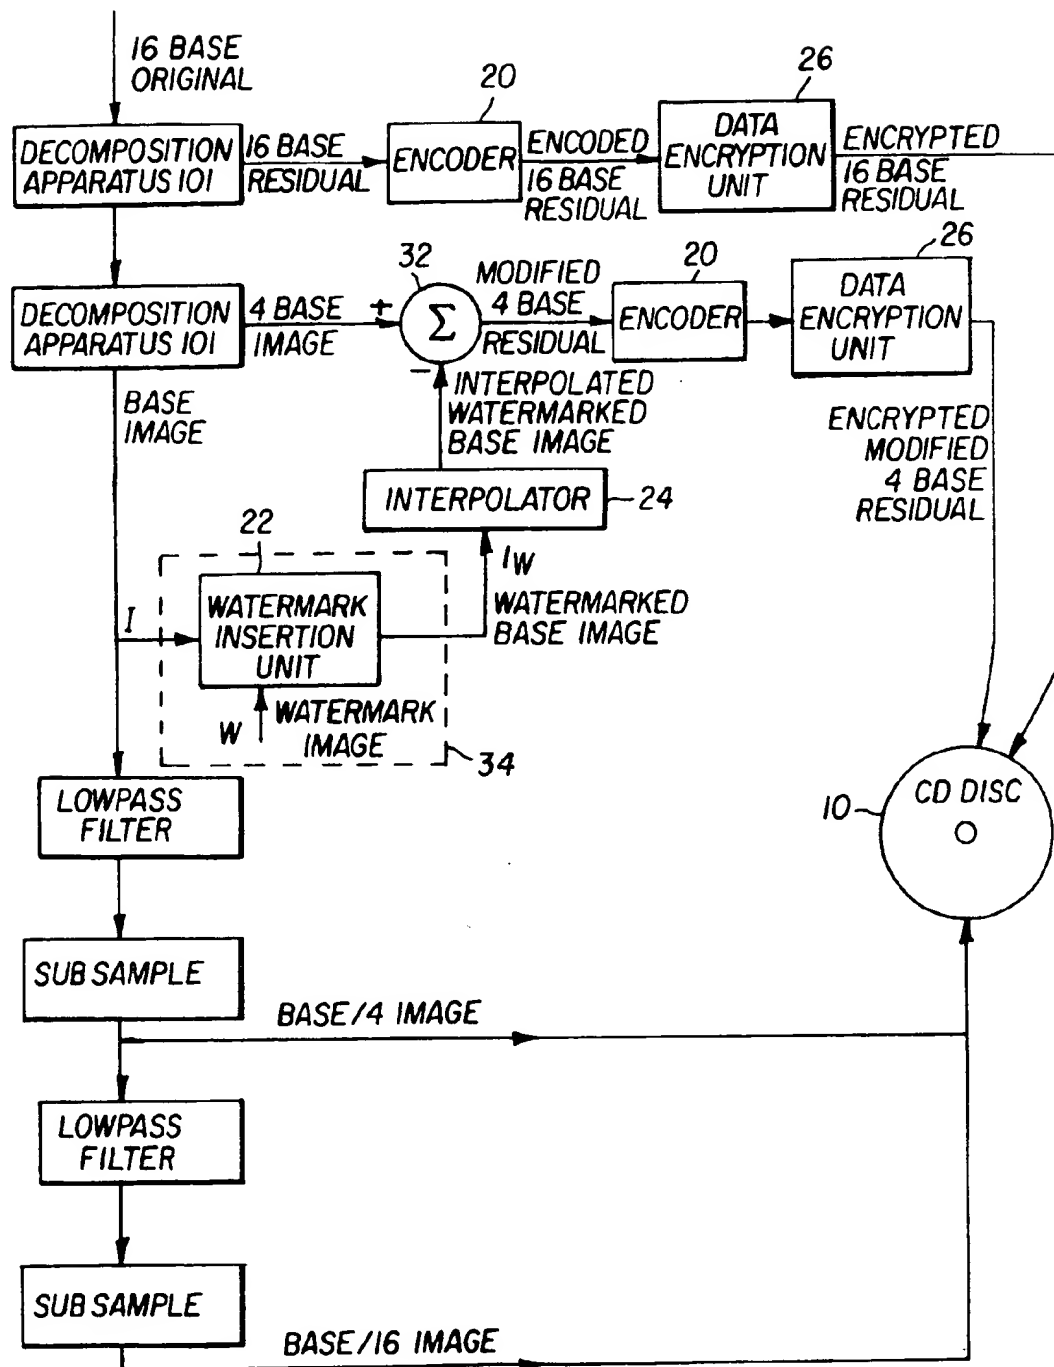 16 BASE
ORIGINAL
20
26
DECOMPOSITION
APPARATUS 101
16 BASE
RESIDUAL
ENCODER
ENCODED
16 BASE
RESIDUAL
DATA
ENCRYPTION
UNIT
ENCRYPTED
16 BASE
RESIDUAL
32
20
26
DECOMPOSITION
APPARATUS 101
4 BASE
IMAGE
+
Σ
−
MODIFIED
4 BASE
RESIDUAL
ENCODER
DATA
ENCRYPTION
UNIT
BASE
IMAGE
INTERPOLATED
WATERMARKED
BASE IMAGE
ENCRYPTED
MODIFIED
4 BASE
RESIDUAL
INTERPOLATOR
24
22
IW
WATERMARKED
BASE IMAGE
I
WATERMARK
INSERTION
UNIT
W
WATERMARK
IMAGE
34
LOWPASS
FILTER
10
CD DISC
SUB SAMPLE
BASE/4 IMAGE
LOWPASS
FILTER
SUB SAMPLE
BASE/16 IMAGE